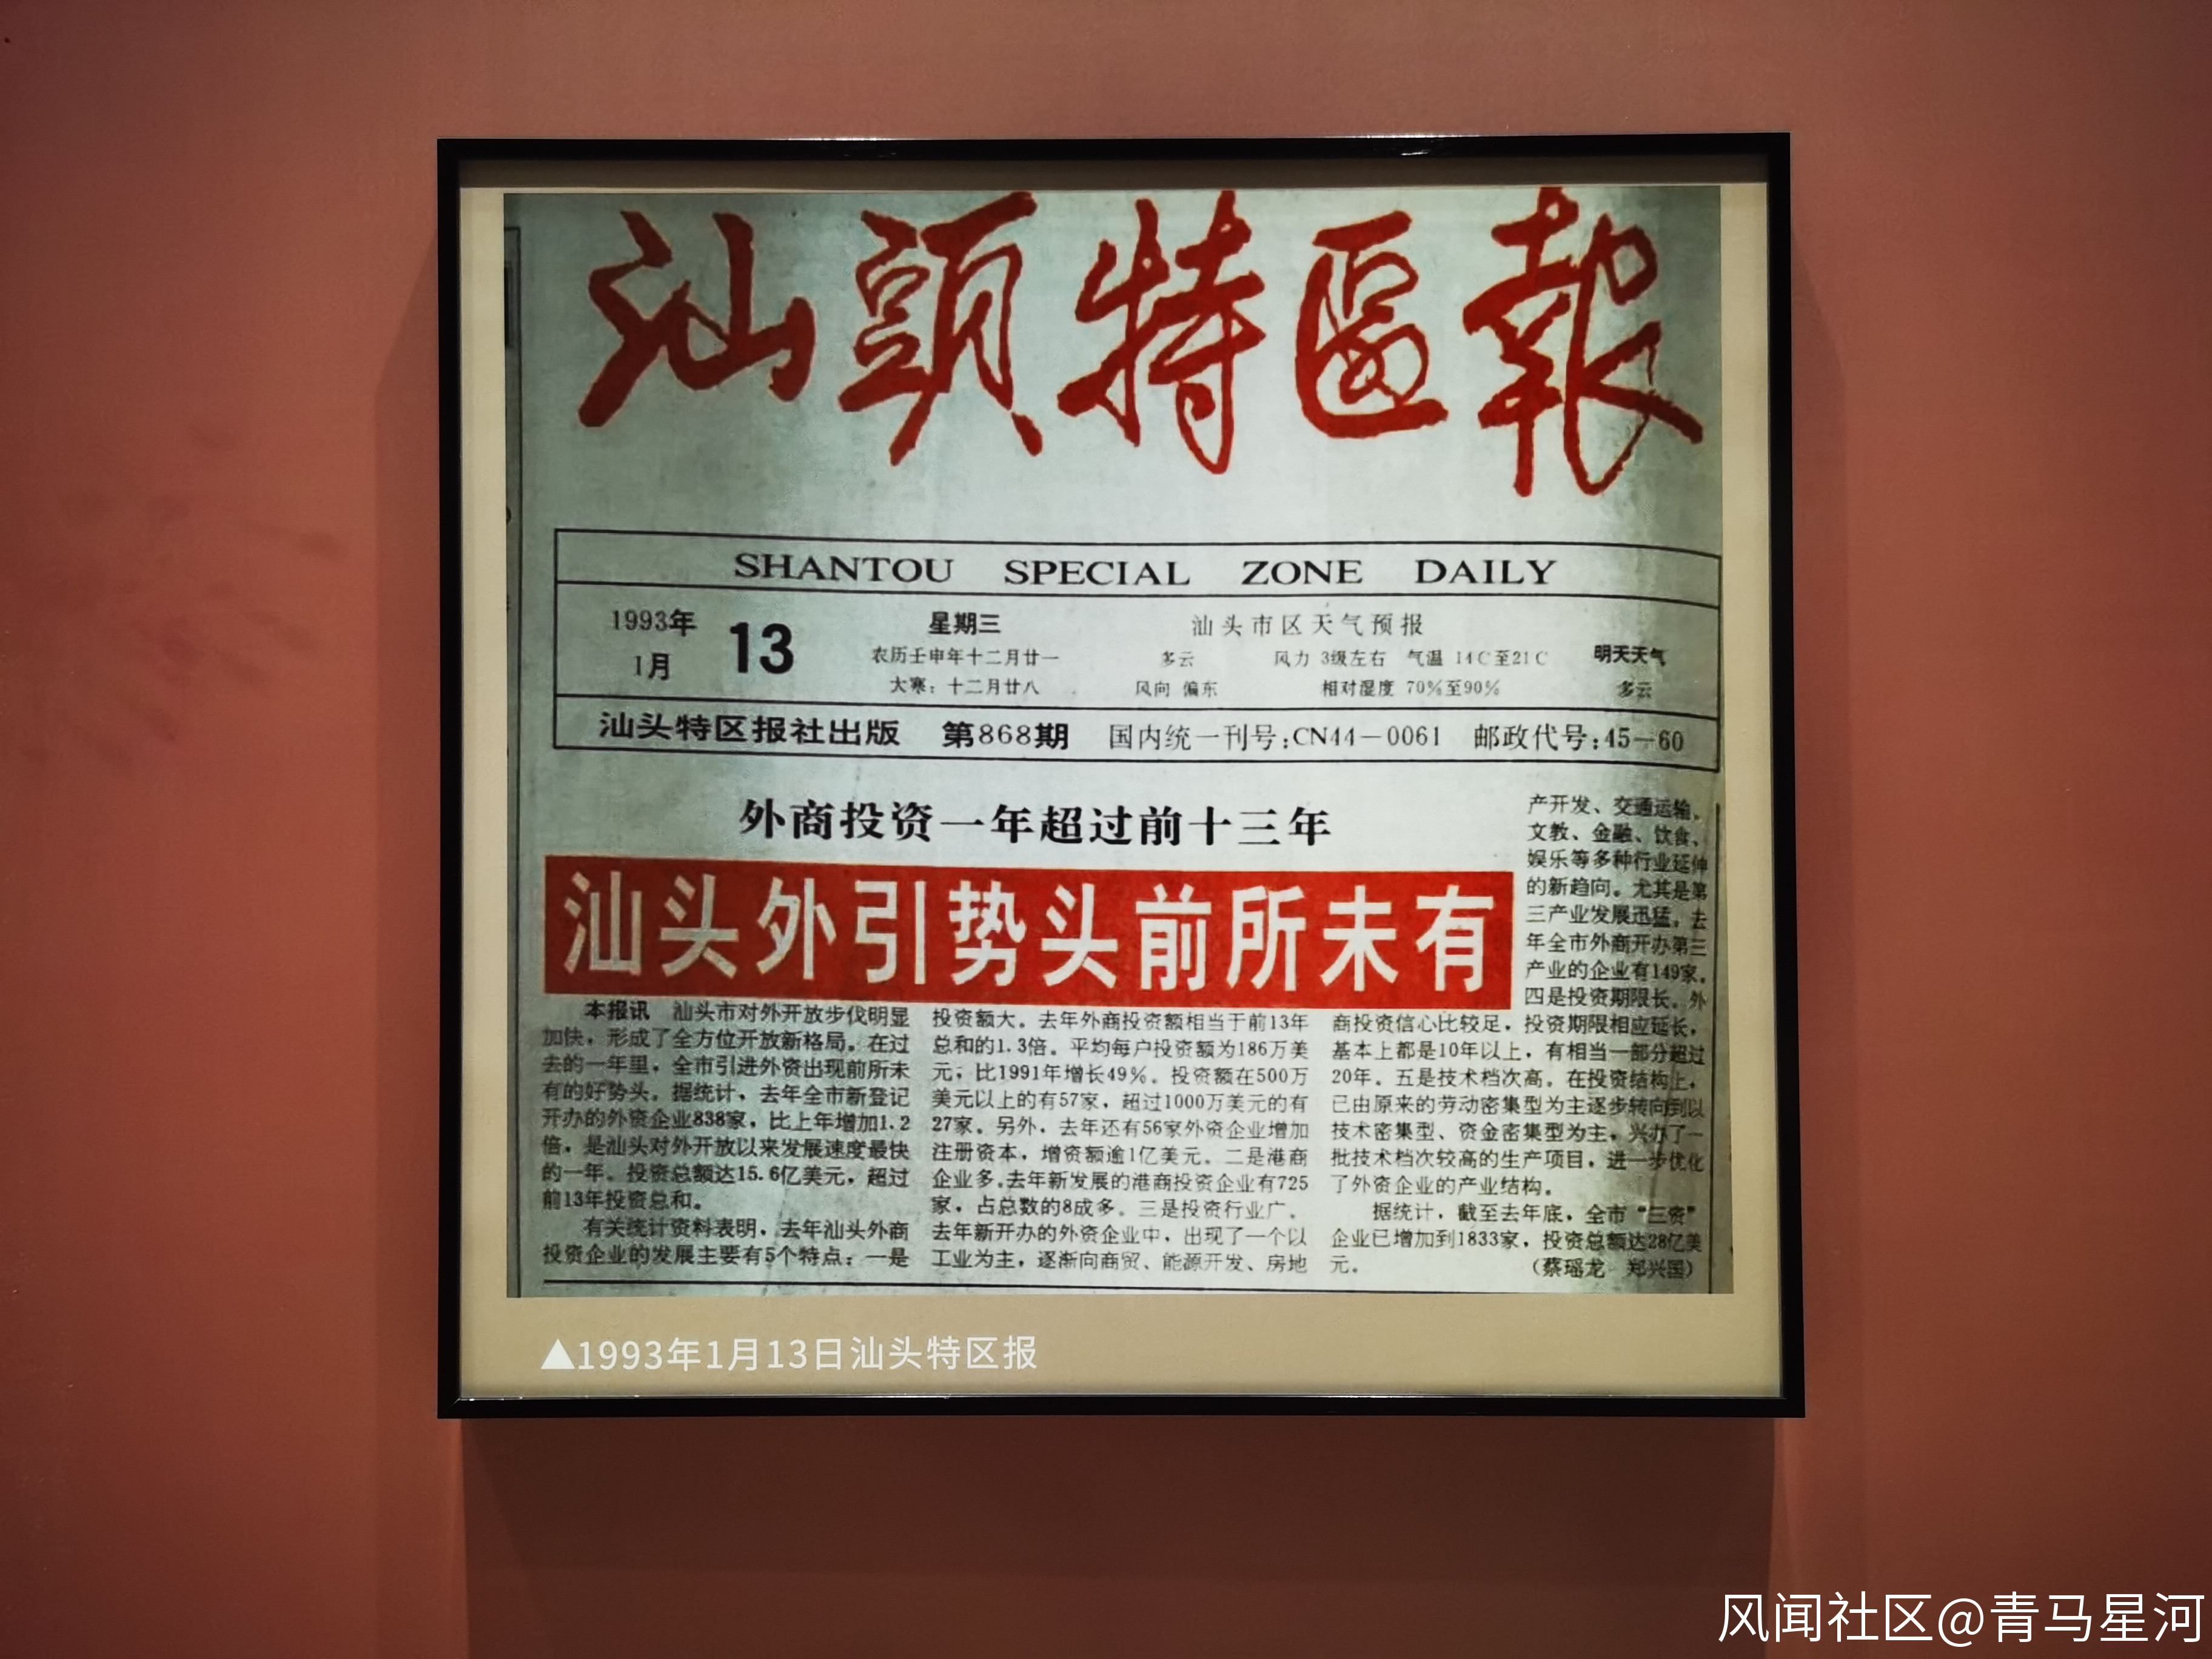 汕頭特區報
SHANTOU SPECIAL ZONE DAILY
1993年
1月
13
星期三
农历壬申年十二月廿一
大寒：十二月廿八
汕头市区天气预报
多云 风力 3级左右 气温 14C至21C
风向 偏东 相对湿度 70%至90%
明天天气
多云
汕头特区报社出版 第868期 国内统一刊号:CN44-0061 邮政代号:45-60
外商投资一年超过前十三年
汕头外引势头前所未有
本报讯 汕头市对外开放步伐明显
加快，形成了全方位开放新格局。在过
去的一年里，全市引进外资出现前所未
有的好势头。据统计，去年全市新登记
开办的外资企业838家，比上年增加1.2
倍，是汕头对外开放以来发展速度最快
的一年。投资总额达15.6亿美元，超过
前13年投资总和。
有关统计资料表明，去年汕头外商
投资企业的发展主要有5个特点：一是
投资额大。去年外商投资额相当于前13年
总和的1.3倍。平均每户投资额为186万美
元，比1991年增长49%。投资额在500万
美元以上的有57家，超过1000万美元的有
27家。另外，去年还有56家外资企业增加
注册资本，增资额逾1亿美元。二是港商
企业多。去年新发展的港商投资企业有725
家，占总数的8成多。三是投资行业广。
去年新开办的外资企业中，出现了一个以
工业为主，逐渐向商贸、能源开发、房地
产开发、交通运输、
文教、金融、饮食、
娱乐等多种行业延伸
的新趋向。尤其是第
三产业发展迅猛，去
年全市外商开办第三
产业的企业有149家。
四是投资期限长。外
商投资信心比较足，投资期限相应延长，
基本上都是10年以上，有相当一部分超过
20年。五是技术档次高。在投资结构上，
已由原来的劳动密集型为主逐步转向到以
技术密集型、资金密集型为主，兴办了一
批技术档次较高的生产项目，进一步优化
了外资企业的产业结构。
据统计，截至去年底，全市“三资”
企业已增加到1833家，投资总额达28亿美
元。 （蔡瑶龙 郑兴国）
▲1993年1月13日汕头特区报
风闻社区@青马星河